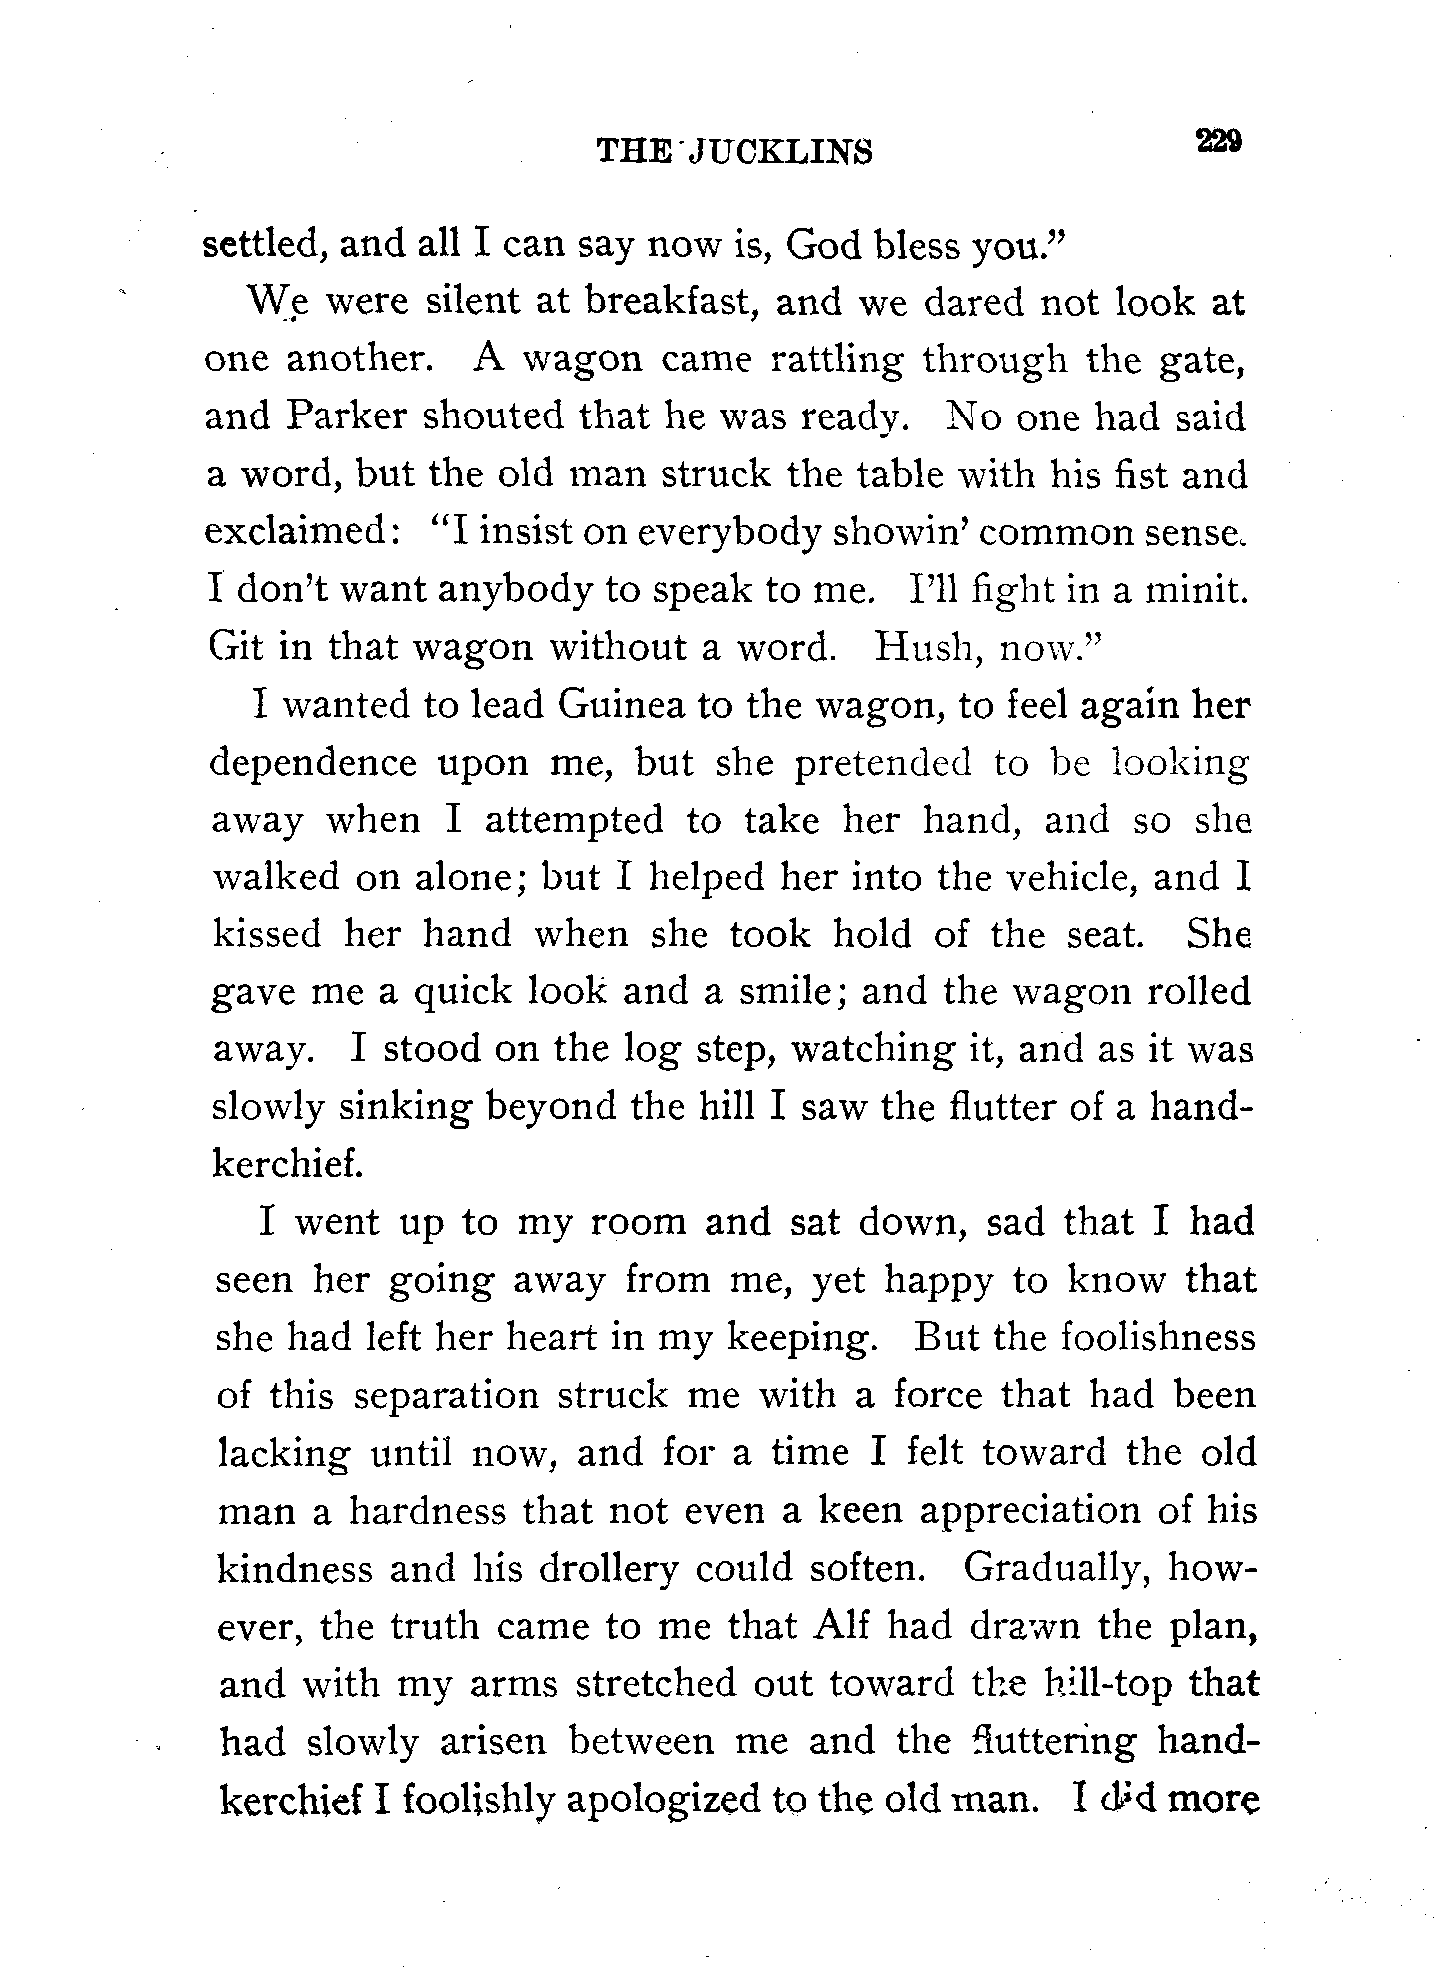 THE JUCKLINS 229
settled, and all I can say now is, God bless you.”
We were silent at breakfast, and we dared not look at
one another. A wagon came rattling through the gate,
and Parker shouted that he was ready. No one had said
a word, but the old man struck the table with his fist and
exclaimed: “I insist on everybody showin’ common sense.
I don’t want anybody to speak to me. I’ll fight in a minit.
Git in that wagon without a word. Hush, now.”
I wanted to lead Guinea to the wagon, to feel again her
dependence upon me, but she pretended to be looking
away when I attempted to take her hand, and so she
walked on alone; but I helped her into the vehicle, and I
kissed her hand when she took hold of the seat. She
gave me a quick look and a smile; and the wagon rolled
away. I stood on the log step, watching it, and as it was
slowly sinking beyond the hill I saw the flutter of a hand-
kerchief.
I went up to my room and sat down, sad that I had
seen her going away from me, yet happy to know that
she had left her heart in my keeping. But the foolishness
of this separation struck me with a force that had been
lacking until now, and for a time I felt toward the old
man a hardness that not even a keen appreciation of his
kindness and his drollery could soften. Gradually, how-
ever, the truth came to me that Alf had drawn the plan,
and with my arms stretched out toward the hill-top that
had slowly arisen between me and the fluttering hand-
kerchief I foolishly apologized to the old man. I did more